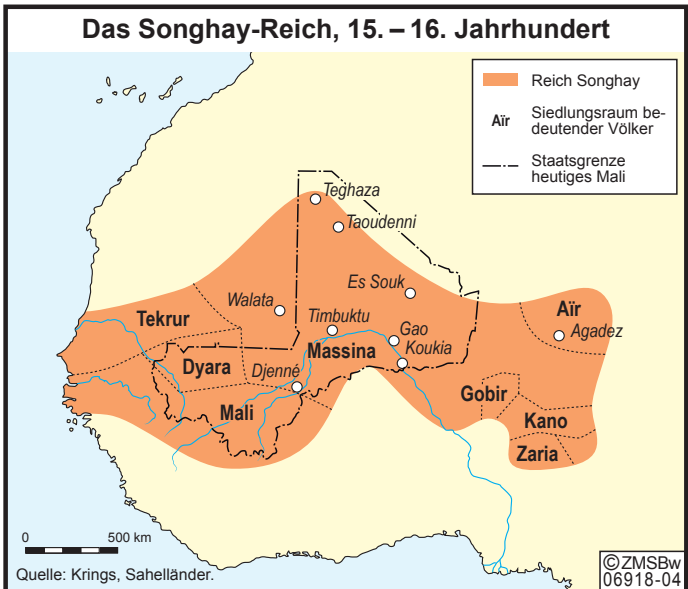 Das Songhay-Reich, 15. – 16. Jahrhundert
Reich Songhay
Aïr
Siedlungsraum be-
deutender Völker
Staatsgrenze
heutiges Mali
Teghaza
Taoudenni
Es Souk
Walata
Aïr
Tekrur
Timbuktu
Gao
Agadez
Massina
Koukia
Dyara
Djenné
Gobir
Mali
Kano
Zaria
0 500 km
Quelle: Krings, Sahelländer.
©ZMSBw
06918-04